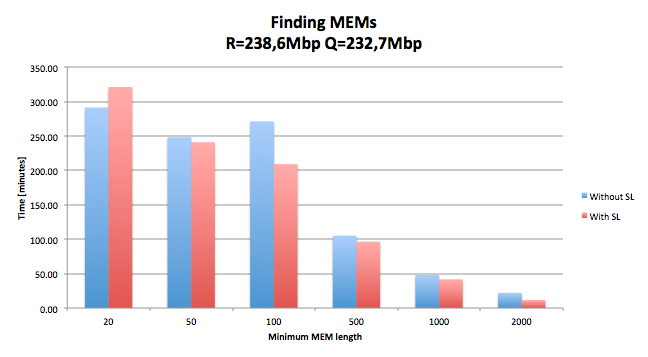 Finding MEMs
R=238,6Mbp Q=232,7Mbp
350.00
300.00
250.00
200.00
150.00
100.00
50.00
0.00
Time [minutes]
20 50 100 500 1000 2000
Minimum MEM length
Without SL
With SL